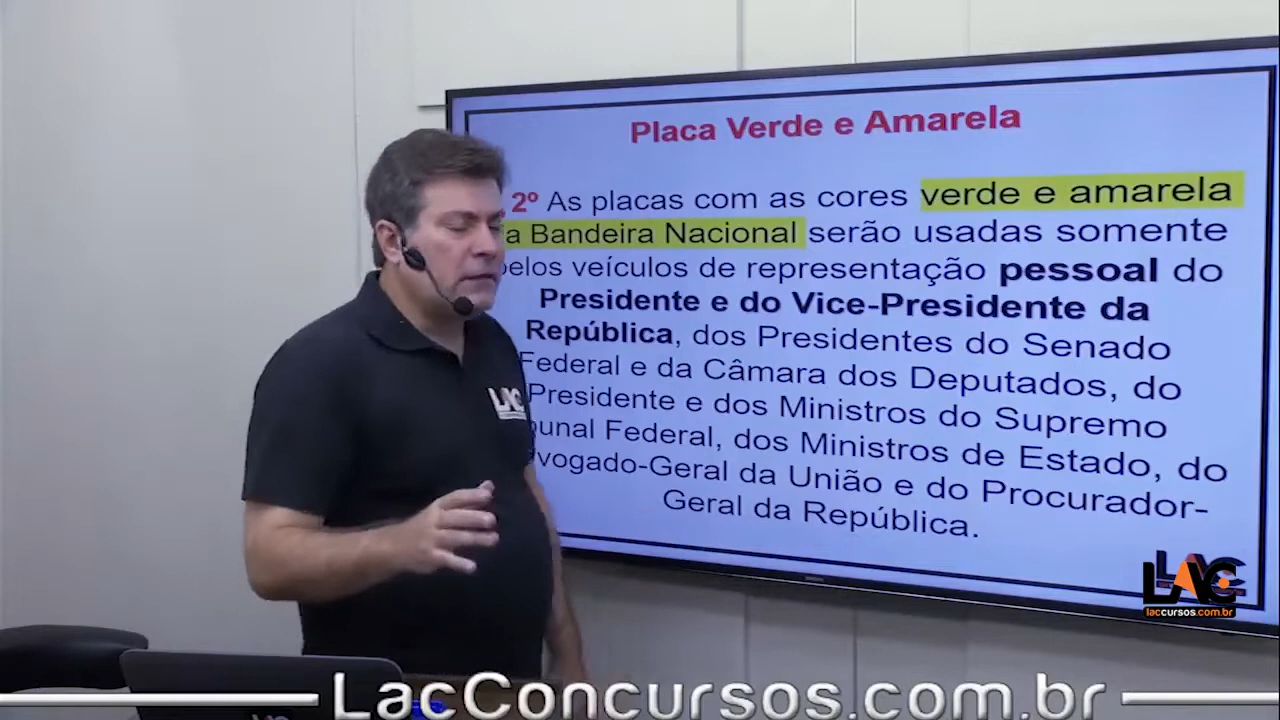 Placa Verde e Amarela
2º As placas com as cores verde e amarela
a Bandeira Nacional serão usadas somente
pelos veículos de representação pessoal do
Presidente e do Vice-Presidente da
República, dos Presidentes do Senado
Federal e da Câmara dos Deputados, do
Presidente e dos Ministros do Supremo
bunal Federal, dos Ministros de Estado, do
dvogado-Geral da União e do Procurador-
Geral da República.
LAC
LAC
laccursos.com.br
LacConcursos.com.br